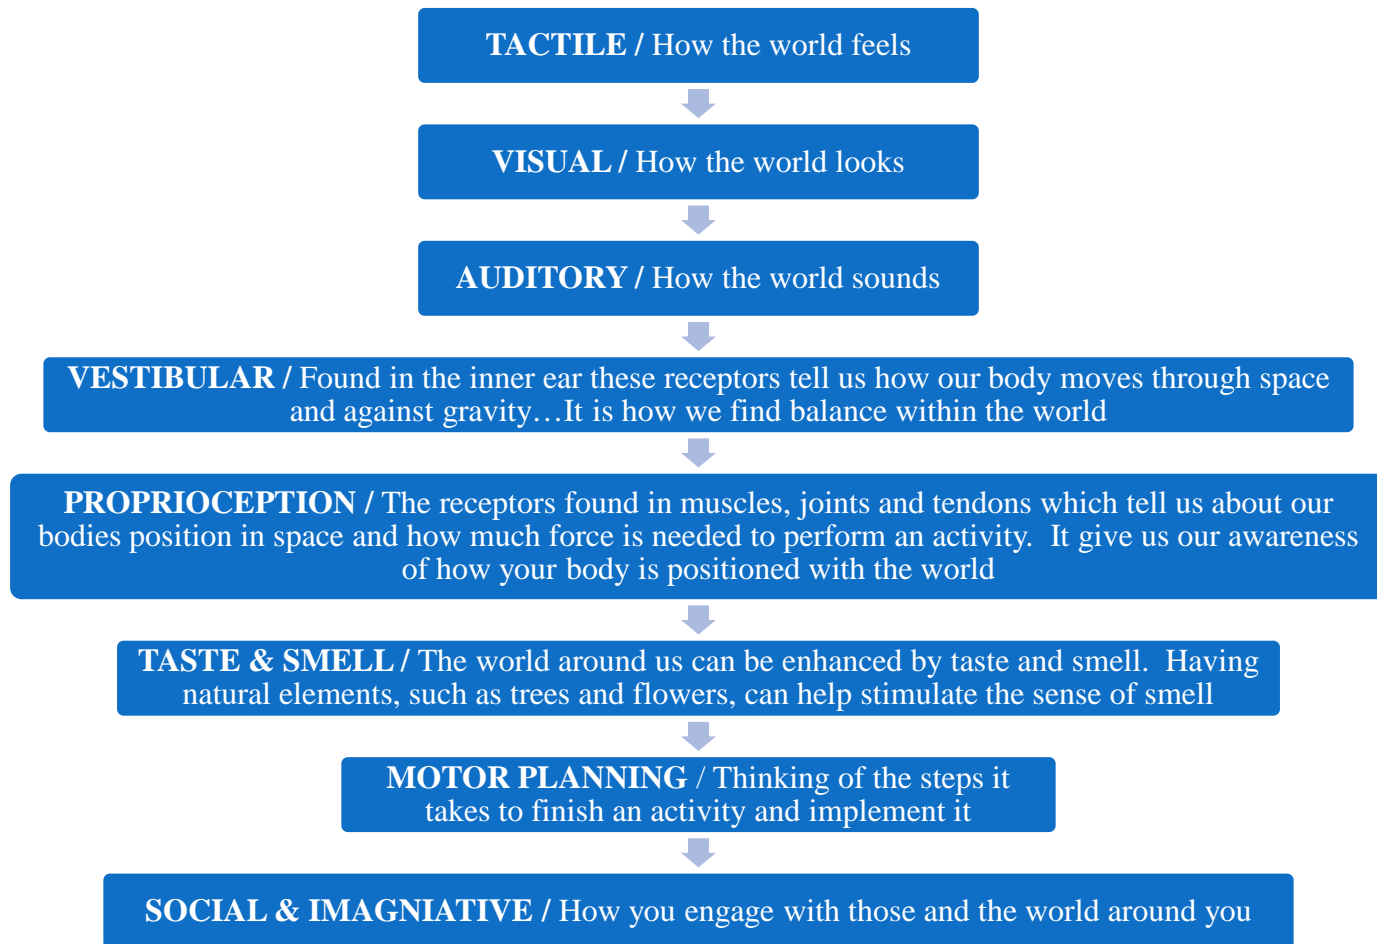 TACTILE / How the world feels
VISUAL / How the world looks
AUDITORY / How the world sounds
VESTIBULAR / Found in the inner ear these receptors tell us how our body moves through space
and against gravity…It is how we find balance within the world
PROPRIOCEPTION / The receptors found in muscles, joints and tendons which tell us about our
bodies position in space and how much force is needed to perform an activity.  It give us our awareness
of how your body is positioned with the world
TASTE & SMELL / The world around us can be enhanced by taste and smell.  Having
natural elements, such as trees and flowers, can help stimulate the sense of smell
MOTOR PLANNING / Thinking of the steps it
takes to finish an activity and implement it
SOCIAL & IMAGNIATIVE / How you engage with those and the world around you